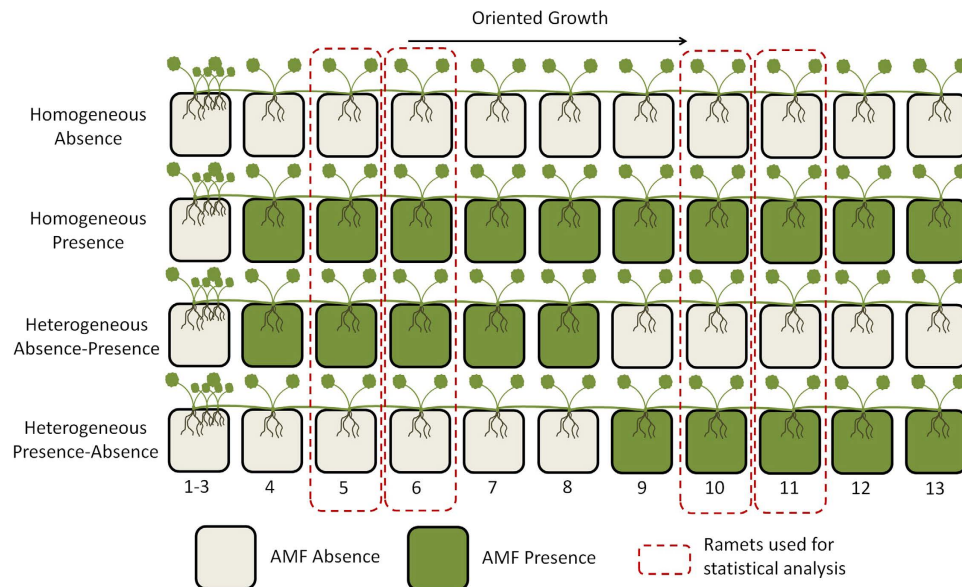 Oriented Growth
Homogeneous
Absence
Homogeneous
Presence
Heterogeneous
Absence-Presence
Heterogeneous
Presence-Absence
1-3 4 5 6 7 8 9 10 11 12 13
AMF Absence
AMF Presence
Ramets used for
statistical analysis